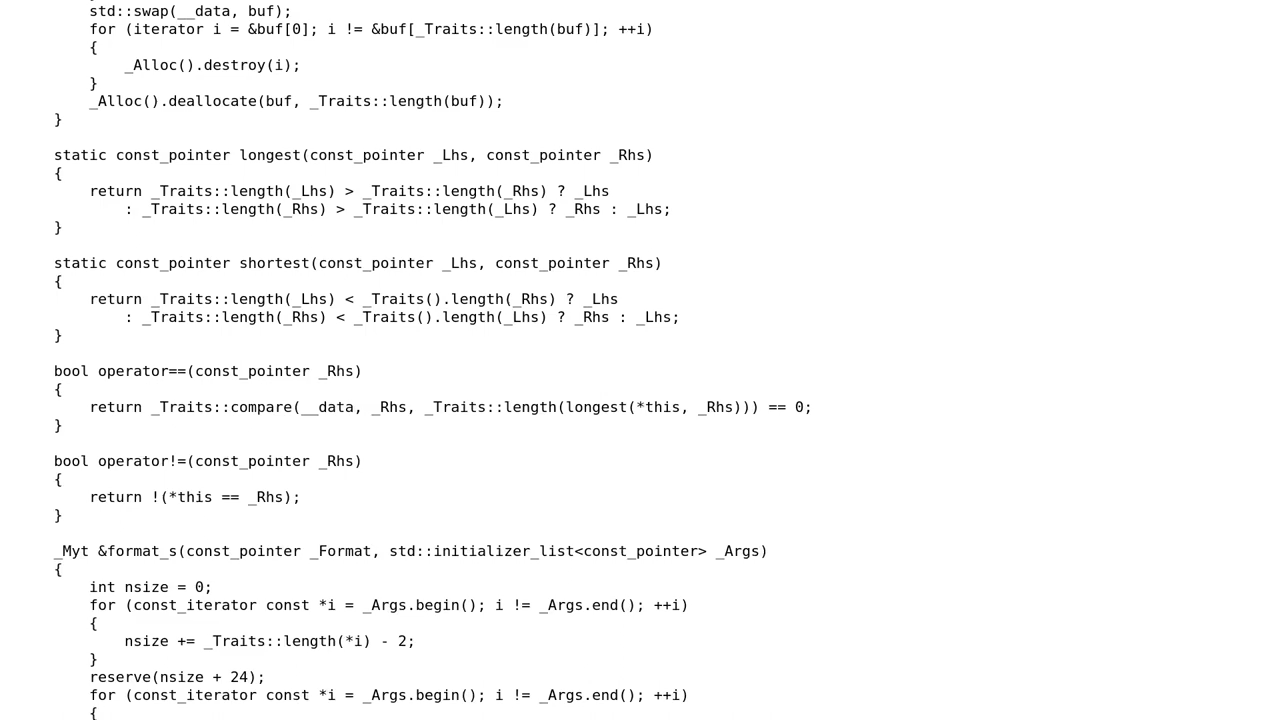 std::swap(__data, buf);
for (iterator i = &buf[0]; i != &buf[_Traits::length(buf)]; ++i)
{
_Alloc().destroy(i);
}
_Alloc().deallocate(buf, _Traits::length(buf));
}
static const_pointer longest(const_pointer _Lhs, const_pointer _Rhs)
{
return _Traits::length(_Lhs) > _Traits::length(_Rhs) ? _Lhs
: _Traits::length(_Rhs) > _Traits::length(_Lhs) ? _Rhs : _Lhs;
}
static const_pointer shortest(const_pointer _Lhs, const_pointer _Rhs)
{
return _Traits::length(_Lhs) < _Traits().length(_Rhs) ? _Lhs
: _Traits::length(_Rhs) < _Traits().length(_Lhs) ? _Rhs : _Lhs;
}
bool operator==(const_pointer _Rhs)
{
return _Traits::compare(__data, _Rhs, _Traits::length(longest(*this, _Rhs))) == 0;
}
bool operator!=(const_pointer _Rhs)
{
return !(*this == _Rhs);
}
_Myt &format_s(const_pointer _Format, std::initializer_list<const_pointer> _Args)
{
int nsize = 0;
for (const_iterator const *i = _Args.begin(); i != _Args.end(); ++i)
{
nsize += _Traits::length(*i) - 2;
}
reserve(nsize + 24);
for (const_iterator const *i = _Args.begin(); i != _Args.end(); ++i)
{